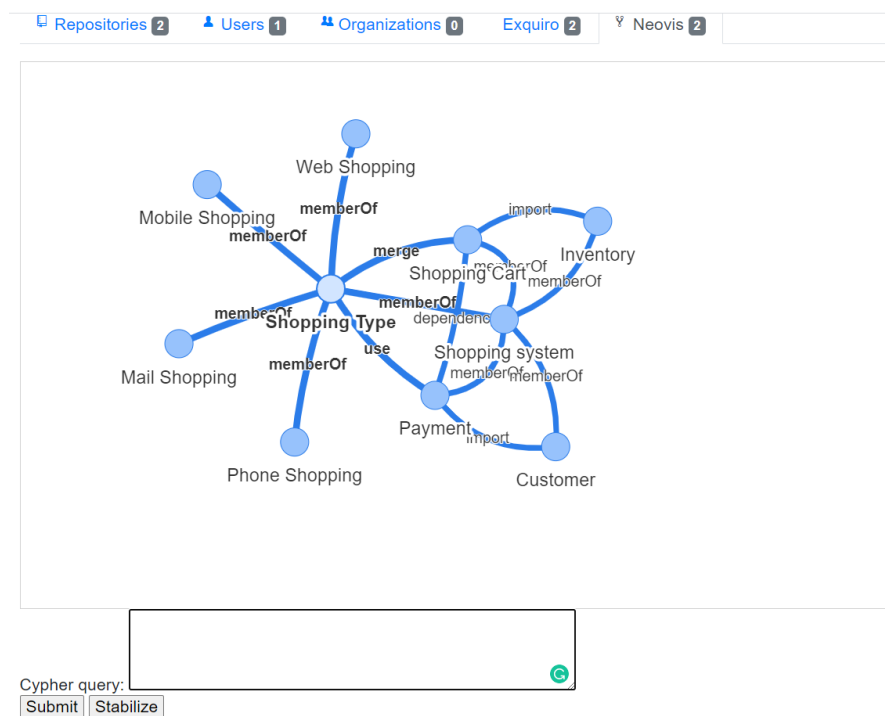 Repositories 2 Users 1 Organizations 0 Exquiro 2 Neovis 2
Web Shopping
memberOf
Mobile Shopping
memberOf
import
merge
Inventory
Shopping Cart
memberOf
memberOf
memberOf
memberOf
dependenc
Shopping Type
use
Shopping system
memberOf
memberOf
memberOf
Mail Shopping
Payment
import
Phone Shopping
Customer
Cypher query:
Submit Stabilize